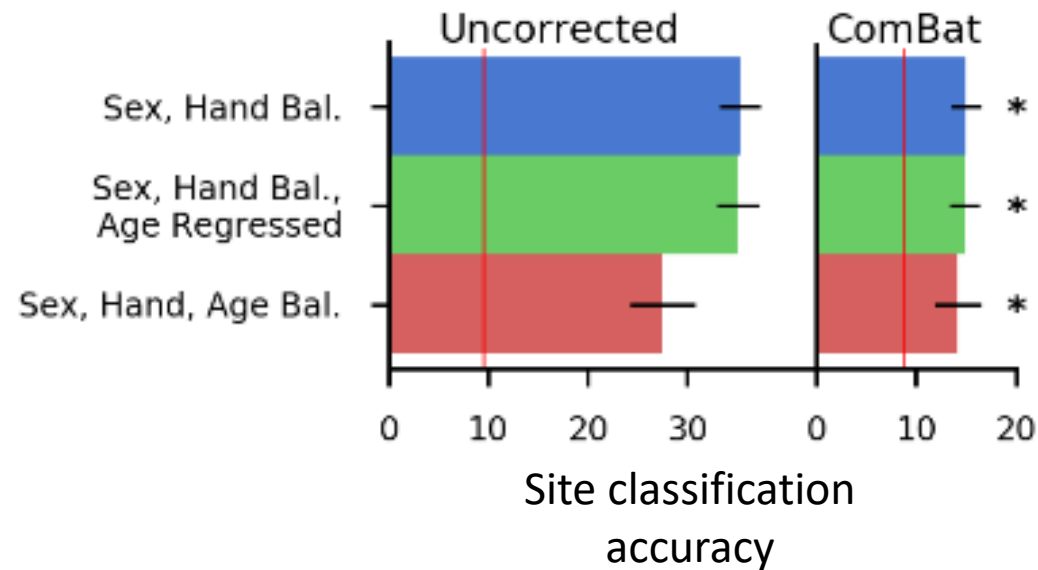 Uncorrected
ComBat
Sex, Hand Bal.
*
Sex, Hand Bal.,
Age Regressed
*
Sex, Hand, Age Bal.
*
0 10 20 30
0 10 20
Site classification
accuracy